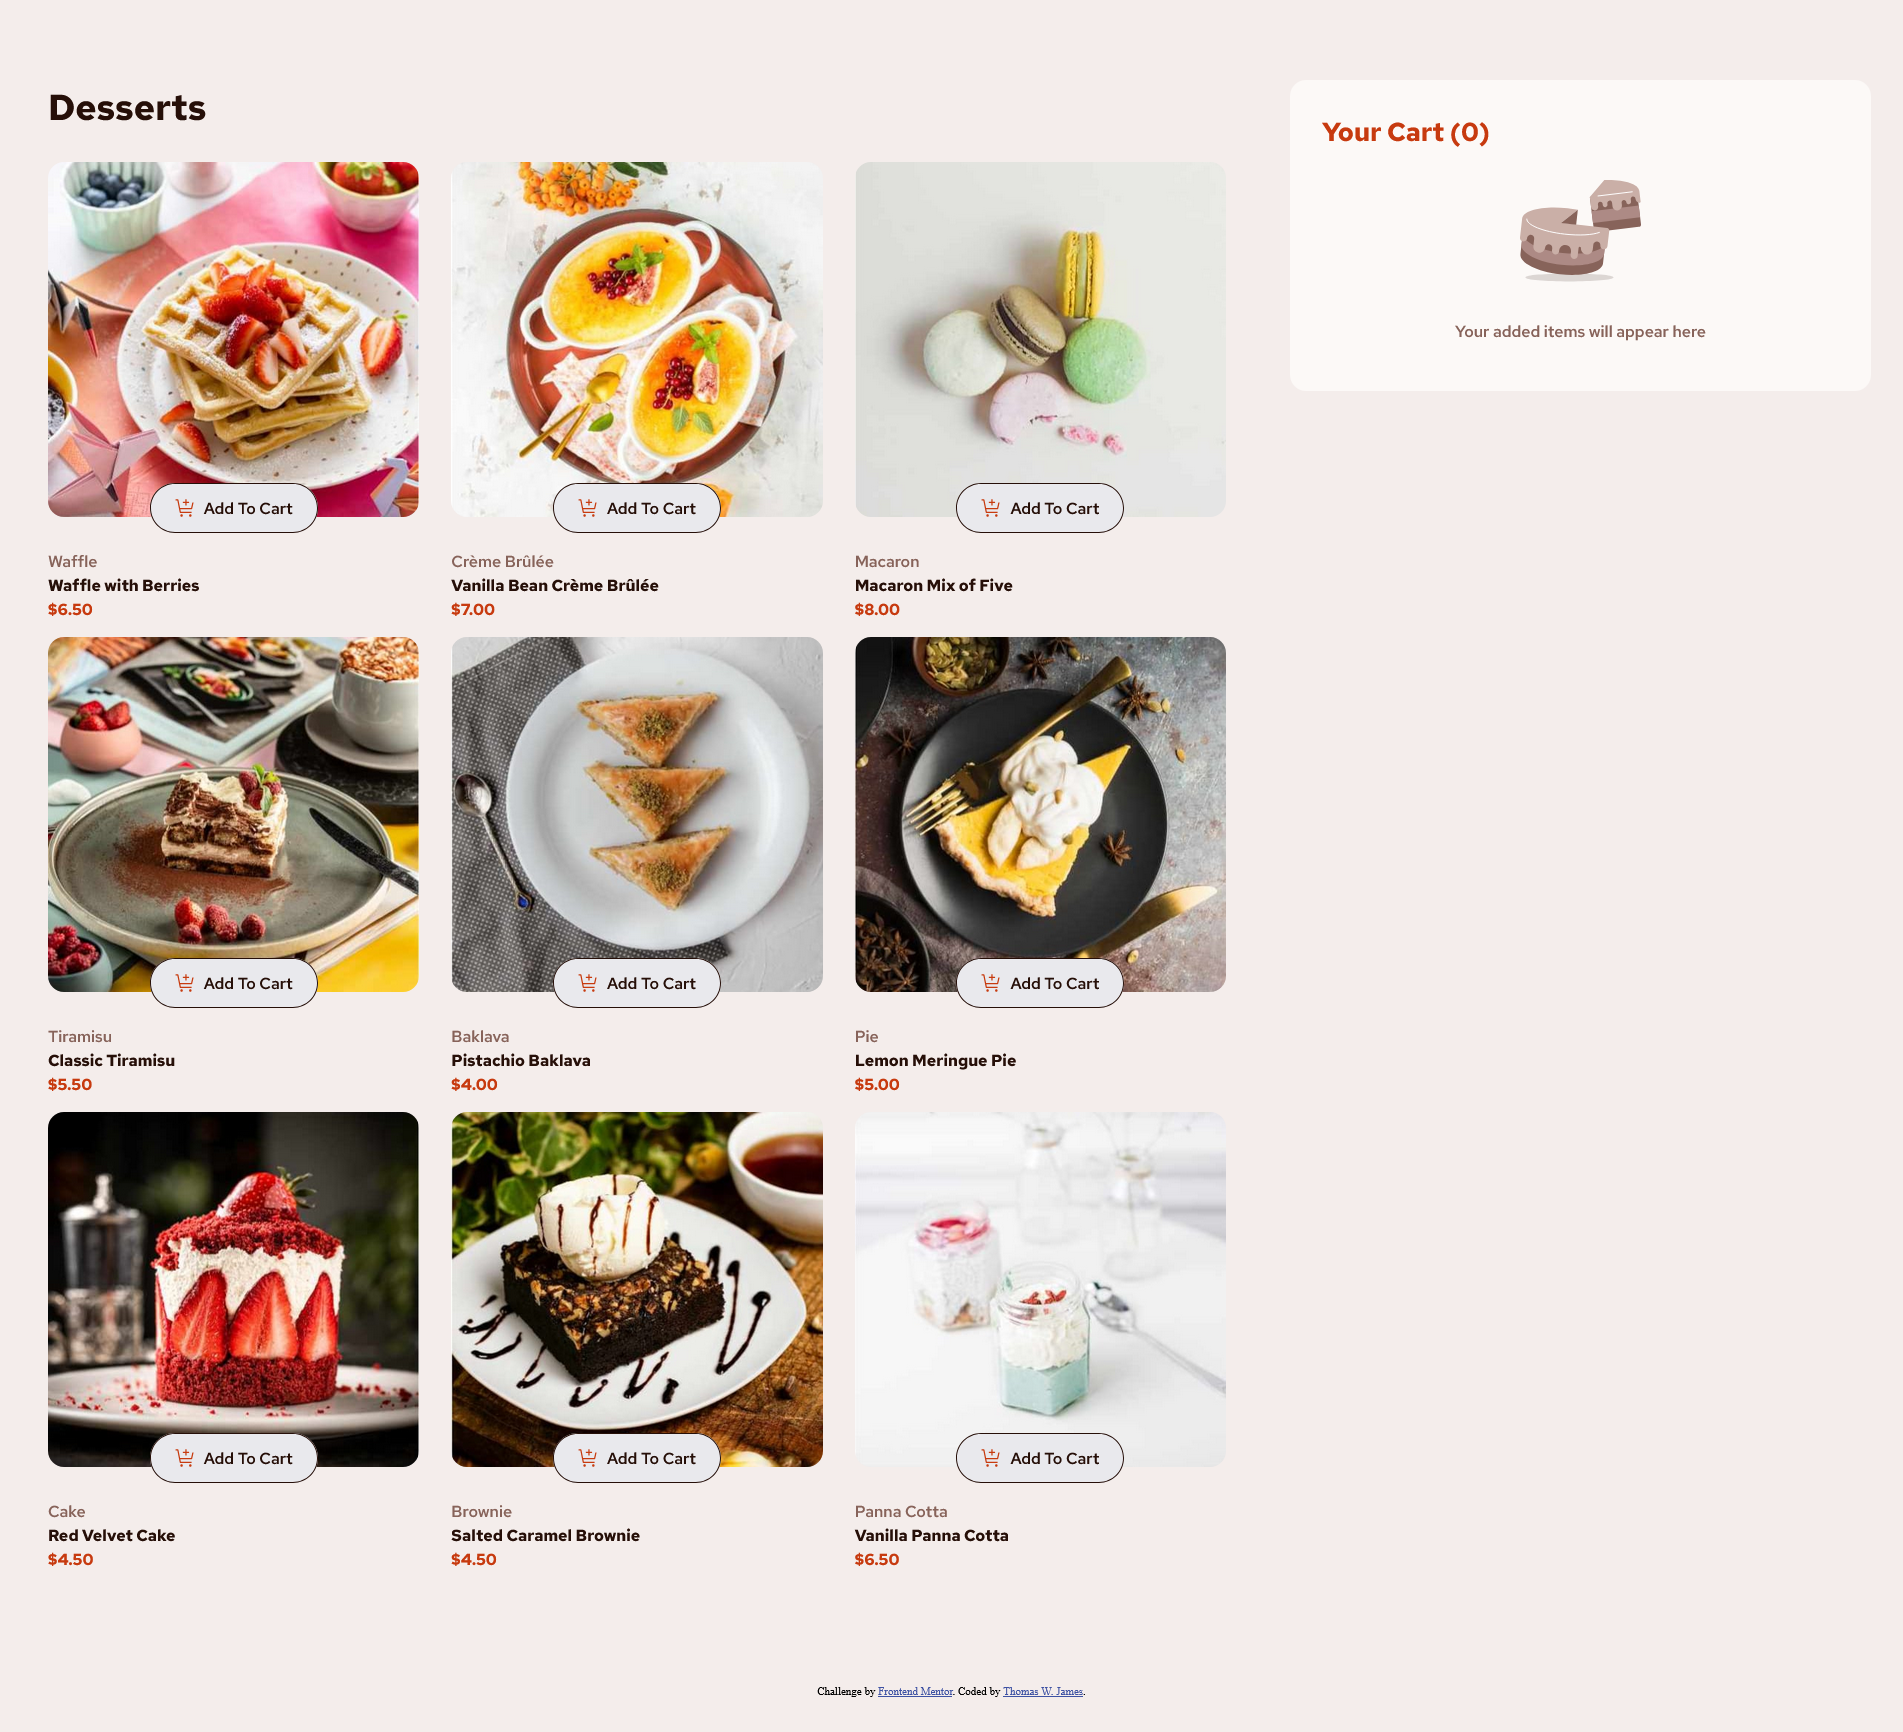 Desserts
Your Cart (0)
Your added items will appear here
Add To Cart
Add To Cart
Add To Cart
Waffle
Waffle with Berries
$6.50
Crème Brûlée
Vanilla Bean Crème Brûlée
$7.00
Macaron
Macaron Mix of Five
$8.00
Add To Cart
Add To Cart
Add To Cart
Tiramisu
Classic Tiramisu
$5.50
Baklava
Pistachio Baklava
$4.00
Pie
Lemon Meringue Pie
$5.00
Add To Cart
Add To Cart
Add To Cart
Cake
Red Velvet Cake
$4.50
Brownie
Salted Caramel Brownie
$4.50
Panna Cotta
Vanilla Panna Cotta
$6.50
Challenge by Frontend Mentor. Coded by Thomas W. James.